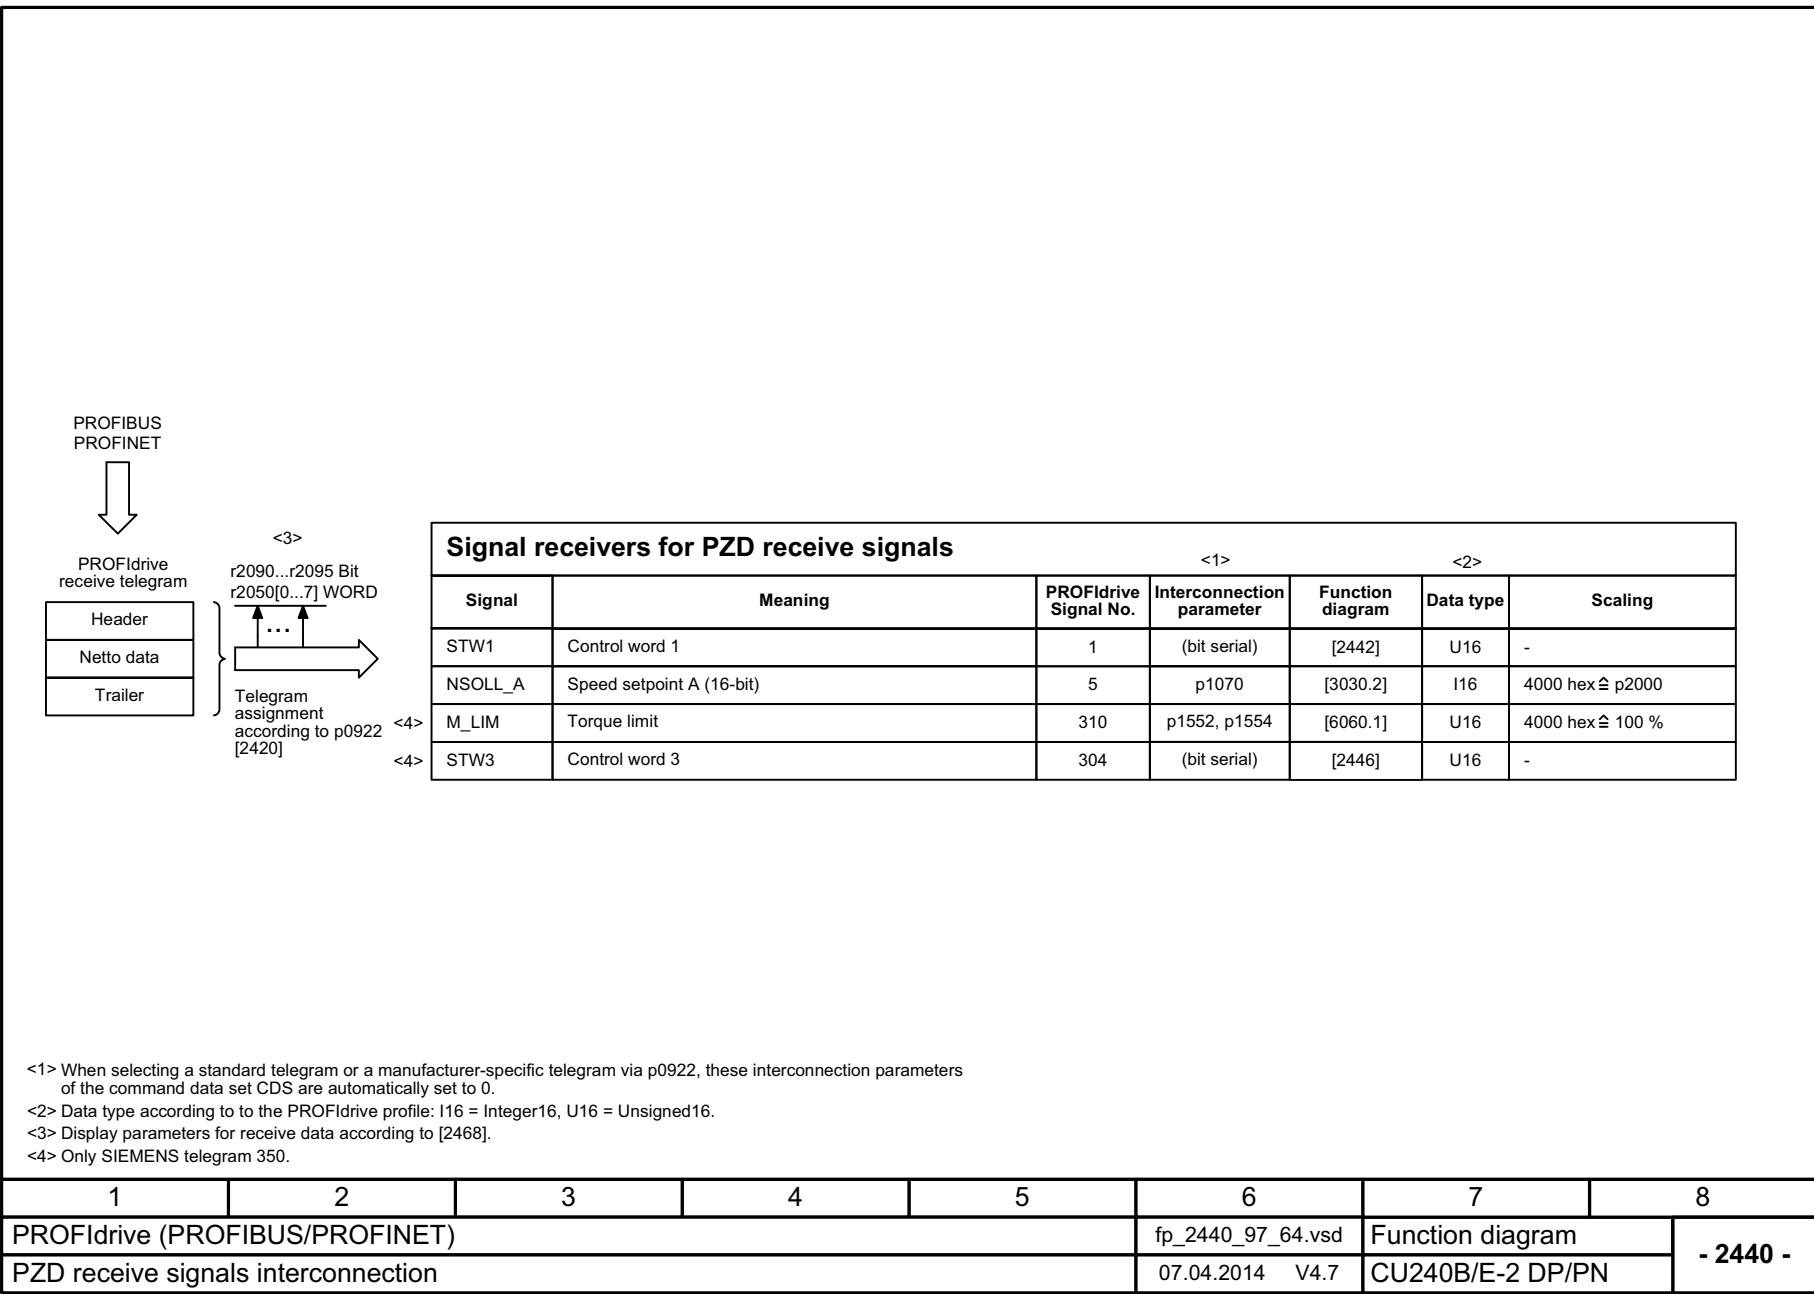 PROFIBUS
PROFINET
PROFIdrive
receive telegram
Header
Netto data
Trailer
<3>
r2090...r2095 Bit
r2050[0...7] WORD
...
Telegram
assignment
according to p0922
[2420]
Signal receivers for PZD receive signals <1> <2>
Signal Meaning PROFIdrive Signal No. Interconnection parameter Function diagram Data type Scaling
STW1 Control word 1 1 (bit serial) [2442] U16 -
NSOLL_A Speed setpoint A (16-bit) 5 p1070 [3030.2] I16 4000 hex ≙ p2000
<4> M_LIM Torque limit 310 p1552, p1554 [6060.1] U16 4000 hex ≙ 100 %
<4> STW3 Control word 3 304 (bit serial) [2446] U16 -
<1> When selecting a standard telegram or a manufacturer-specific telegram via p0922, these interconnection parameters
of the command data set CDS are automatically set to 0.
<2> Data type according to to the PROFIdrive profile: I16 = Integer16, U16 = Unsigned16.
<3> Display parameters for receive data according to [2468].
<4> Only SIEMENS telegram 350.
1 2 3 4 5 6 7 8
PROFIdrive (PROFIBUS/PROFINET) fp_2440_97_64.vsd Function diagram
- 2440 -
PZD receive signals interconnection 07.04.2014 V4.7 CU240B/E-2 DP/PN